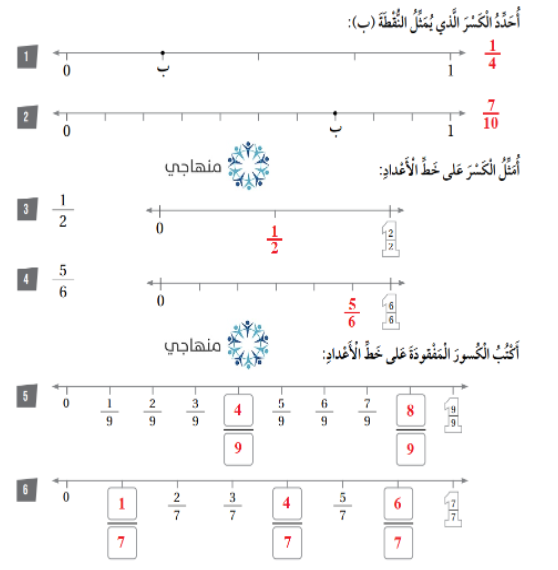 أُحَدِّدُ الْكَسْرَ الَّذي يُمَثِّلُ النُّقْطَةَ (ب):
1 0 ب 1 1/4
2 0 ب 1 7/10
منهاجي
أُمَثِّلُ الْكَسْرَ عَلى خَطِّ الْأَعْدادِ:
3 1/2 0 1/2 1 2/2
4 5/6 0 5/6 1 6/6
منهاجي
أَكْتُبُ الْكُسورَ الْمَفْقودَةَ عَلى خَطِّ الْأَعْدادِ:
5 0 1/9 2/9 3/9 4/9 5/9 6/9 7/9 8/9 1 9/9
6 0 1/7 2/7 3/7 4/7 5/7 6/7 1 7/7